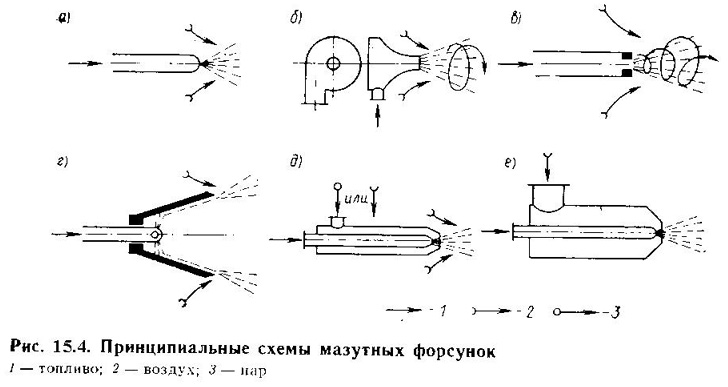 а)
б)
в)
г)
д)
е)
или
-1
-2
-3
Рис. 15.4. Принципиальные схемы мазутных форсунок
1 — топливо; 2 — воздух; 3 — пар